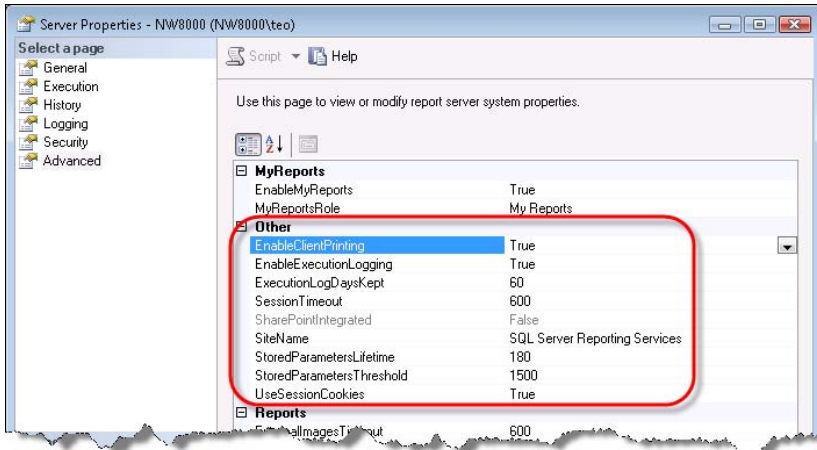 Server Properties - NW8000 (NW8000\teo)
Select a page
General
Execution
History
Logging
Security
Advanced
Script Help
Use this page to view or modify report server system properties.
MyReports
EnableMyReports True
MyReportsRole My Reports
Other
EnableClientPrinting True
EnableExecutionLogging True
ExecutionLogDaysKept 60
SessionTimeout 600
SharePointIntegrated False
SiteName SQL Server Reporting Services
StoredParametersLifetime 180
StoredParametersThreshold 1500
UseSessionCookies True
Reports
600